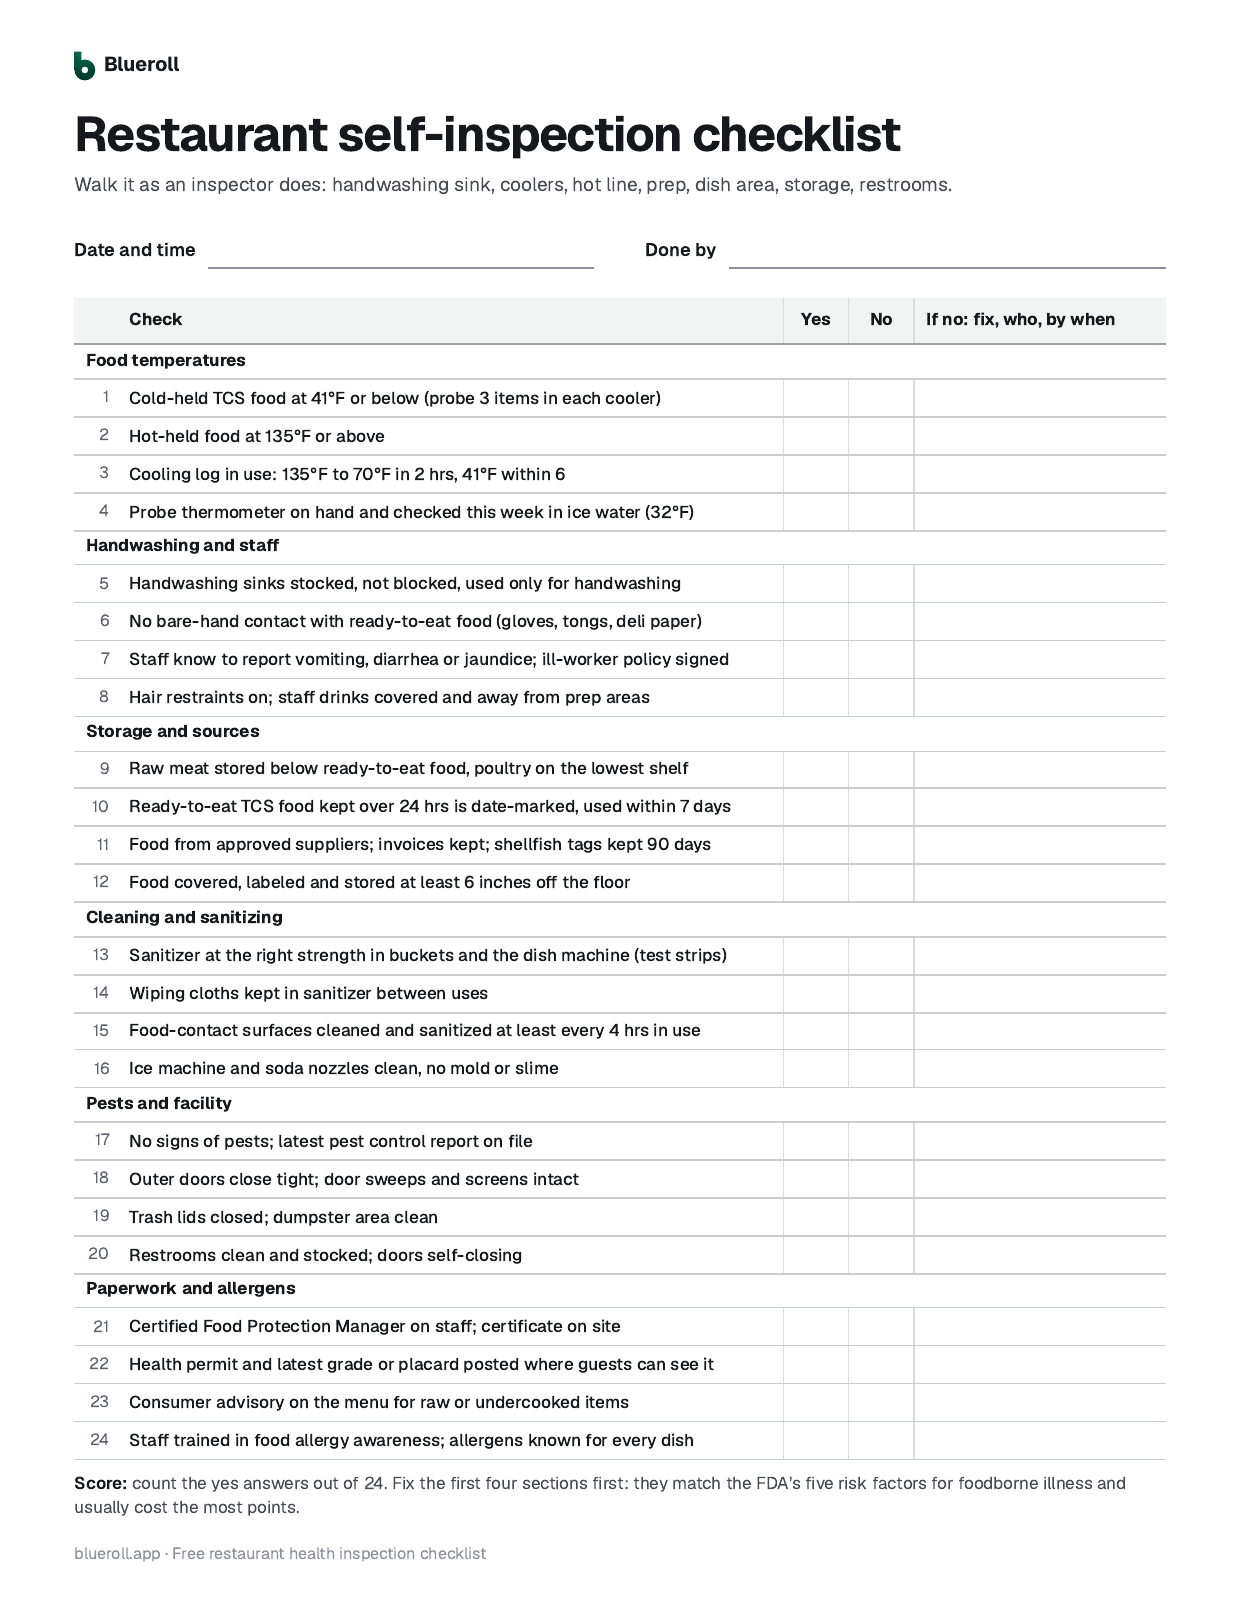 Blueroll
Restaurant self-inspection checklist
Walk it as an inspector does: handwashing sink, coolers, hot line, prep, dish area, storage, restrooms.
Date and time
Done by
Check Yes No If no: fix, who, by when
Food temperatures
1 Cold-held TCS food at 41°F or below (probe 3 items in each cooler)
2 Hot-held food at 135°F or above
3 Cooling log in use: 135°F to 70°F in 2 hrs, 41°F within 6
4 Probe thermometer on hand and checked this week in ice water (32°F)
Handwashing and staff
5 Handwashing sinks stocked, not blocked, used only for handwashing
6 No bare-hand contact with ready-to-eat food (gloves, tongs, deli paper)
7 Staff know to report vomiting, diarrhea or jaundice; ill-worker policy signed
8 Hair restraints on; staff drinks covered and away from prep areas
Storage and sources
9 Raw meat stored below ready-to-eat food, poultry on the lowest shelf
10 Ready-to-eat TCS food kept over 24 hrs is date-marked, used within 7 days
11 Food from approved suppliers; invoices kept; shellfish tags kept 90 days
12 Food covered, labeled and stored at least 6 inches off the floor
Cleaning and sanitizing
13 Sanitizer at the right strength in buckets and the dish machine (test strips)
14 Wiping cloths kept in sanitizer between uses
15 Food-contact surfaces cleaned and sanitized at least every 4 hrs in use
16 Ice machine and soda nozzles clean, no mold or slime
Pests and facility
17 No signs of pests; latest pest control report on file
18 Outer doors close tight; door sweeps and screens intact
19 Trash lids closed; dumpster area clean
20 Restrooms clean and stocked; doors self-closing
Paperwork and allergens
21 Certified Food Protection Manager on staff; certificate on site
22 Health permit and latest grade or placard posted where guests can see it
23 Consumer advisory on the menu for raw or undercooked items
24 Staff trained in food allergy awareness; allergens known for every dish
Score: count the yes answers out of 24. Fix the first four sections first: they match the FDA's five risk factors for foodborne illness and
usually cost the most points.
blueroll.app · Free restaurant health inspection checklist